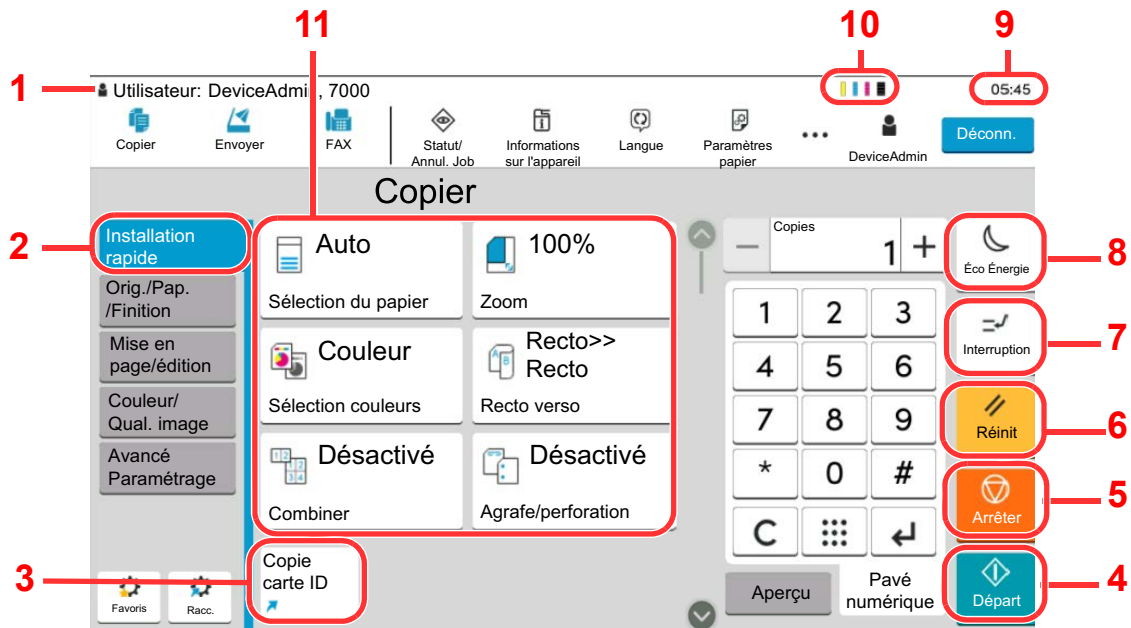 11
10
9
1
Utilisateur: DeviceAdmin, 7000
05:45
Copier
Envoyer
FAX
Statut/
Annul. Job
Informations
sur l'appareil
Langue
Paramètres
papier
DeviceAdmin
Déconn.
Copier
2
Installation
rapide
Orig./Pap.
/Finition
Mise en
page/édition
Couleur/
Qual. image
Avancé
Paramétrage
Auto
Sélection du papier
100%
Zoom
Couleur
Sélection couleurs
Recto>>
Recto
Recto verso
Désactivé
Combiner
Désactivé
Agrafe/perforation
3
Copie
carte ID
Favoris
Racc.
Copies
— 1 +
1 2 3
4 5 6
7 8 9
* 0 #
C
Aperçu
Pavé
numérique
Éco Énergie
8
Interruption
7
Réinit
6
Arrêter
5
Départ
4